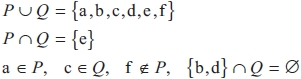 P ∪ Q = {a,b,c,d,e,f}
P ∩ Q = {e}
a ∈ P, c ∈ Q, f ∉ P, {b,d} ∩ Q = ∅